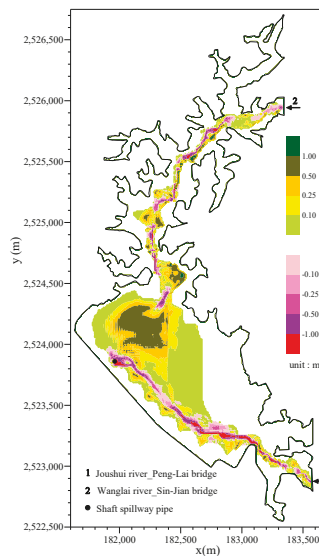 2,526,500
2
2,526,000
1.00
2,525,500
0.50
0.25
y (m)
2,525,000
0.10
2,524,500
-0.10
-0.25
2,524,000
-0.50
-1.00
unit : m
2,523,500
2,523,000
1 Joushui river_Peng-Lai bridge
2 Wanglai river_Sin-Jian bridge
Shaft spillway pipe
2,522,500
182,000 182,500 183,000 183,500
x(m)